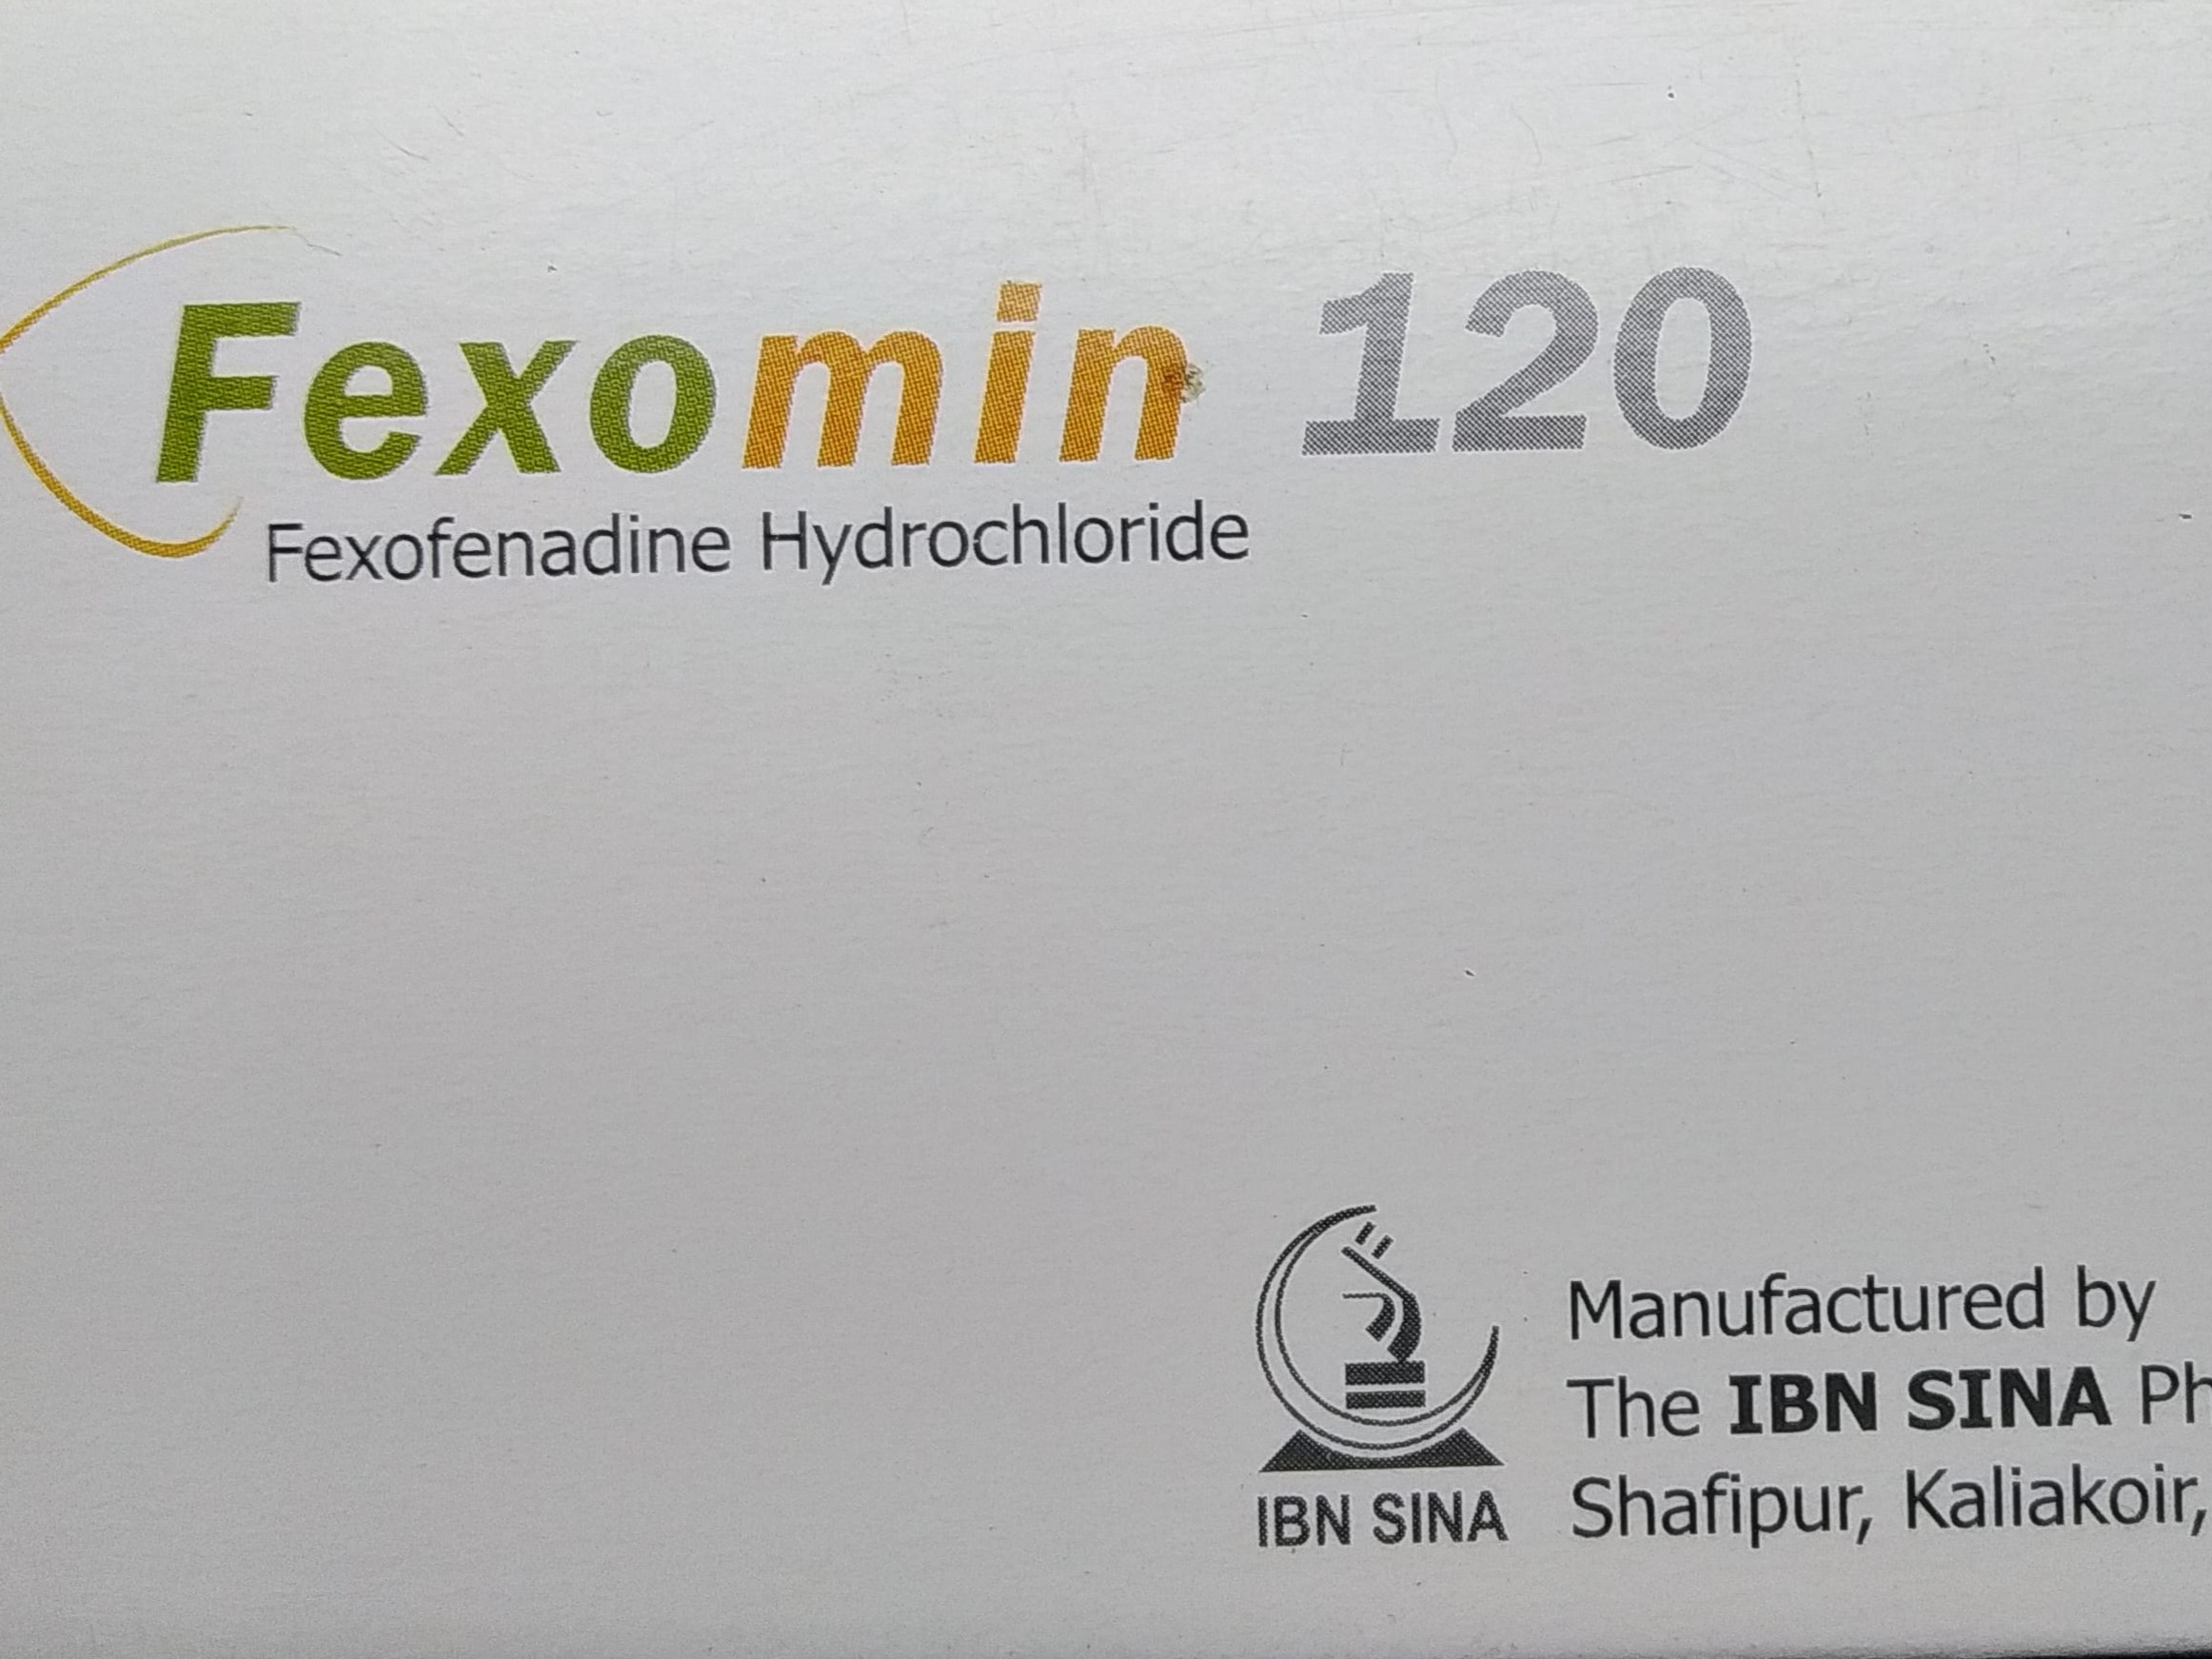 Fexomin 120
Fexofenadine Hydrochloride
IBN SINA
Manufactured by
The IBN SINA
Shafipur, Kaliakoir,